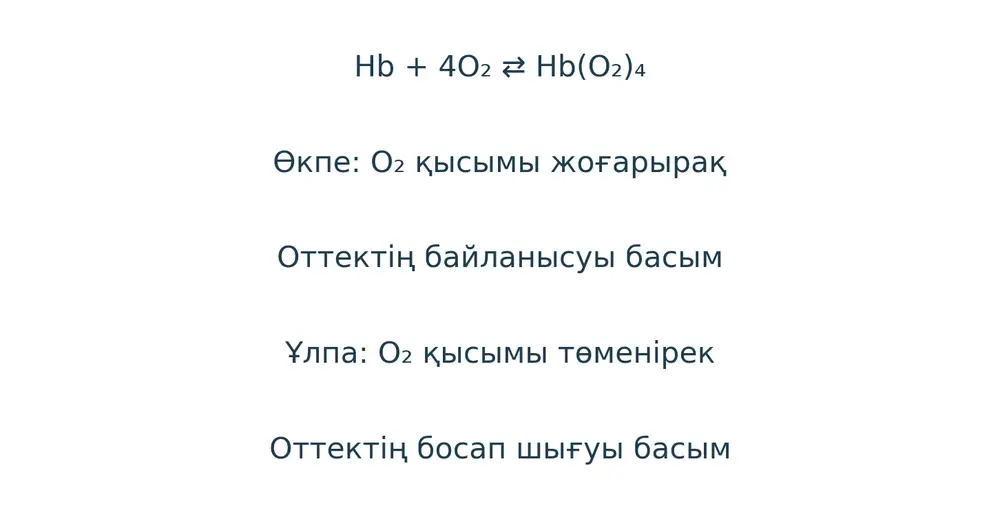 Hb + 4O₂ ⇄ Hb(O₂)₄
Өкпе: O₂ қысымы жоғарырақ
Оттектің байланысуы басым
Ұлпа: O₂ қысымы төменірек
Оттектің босап шығуы басым